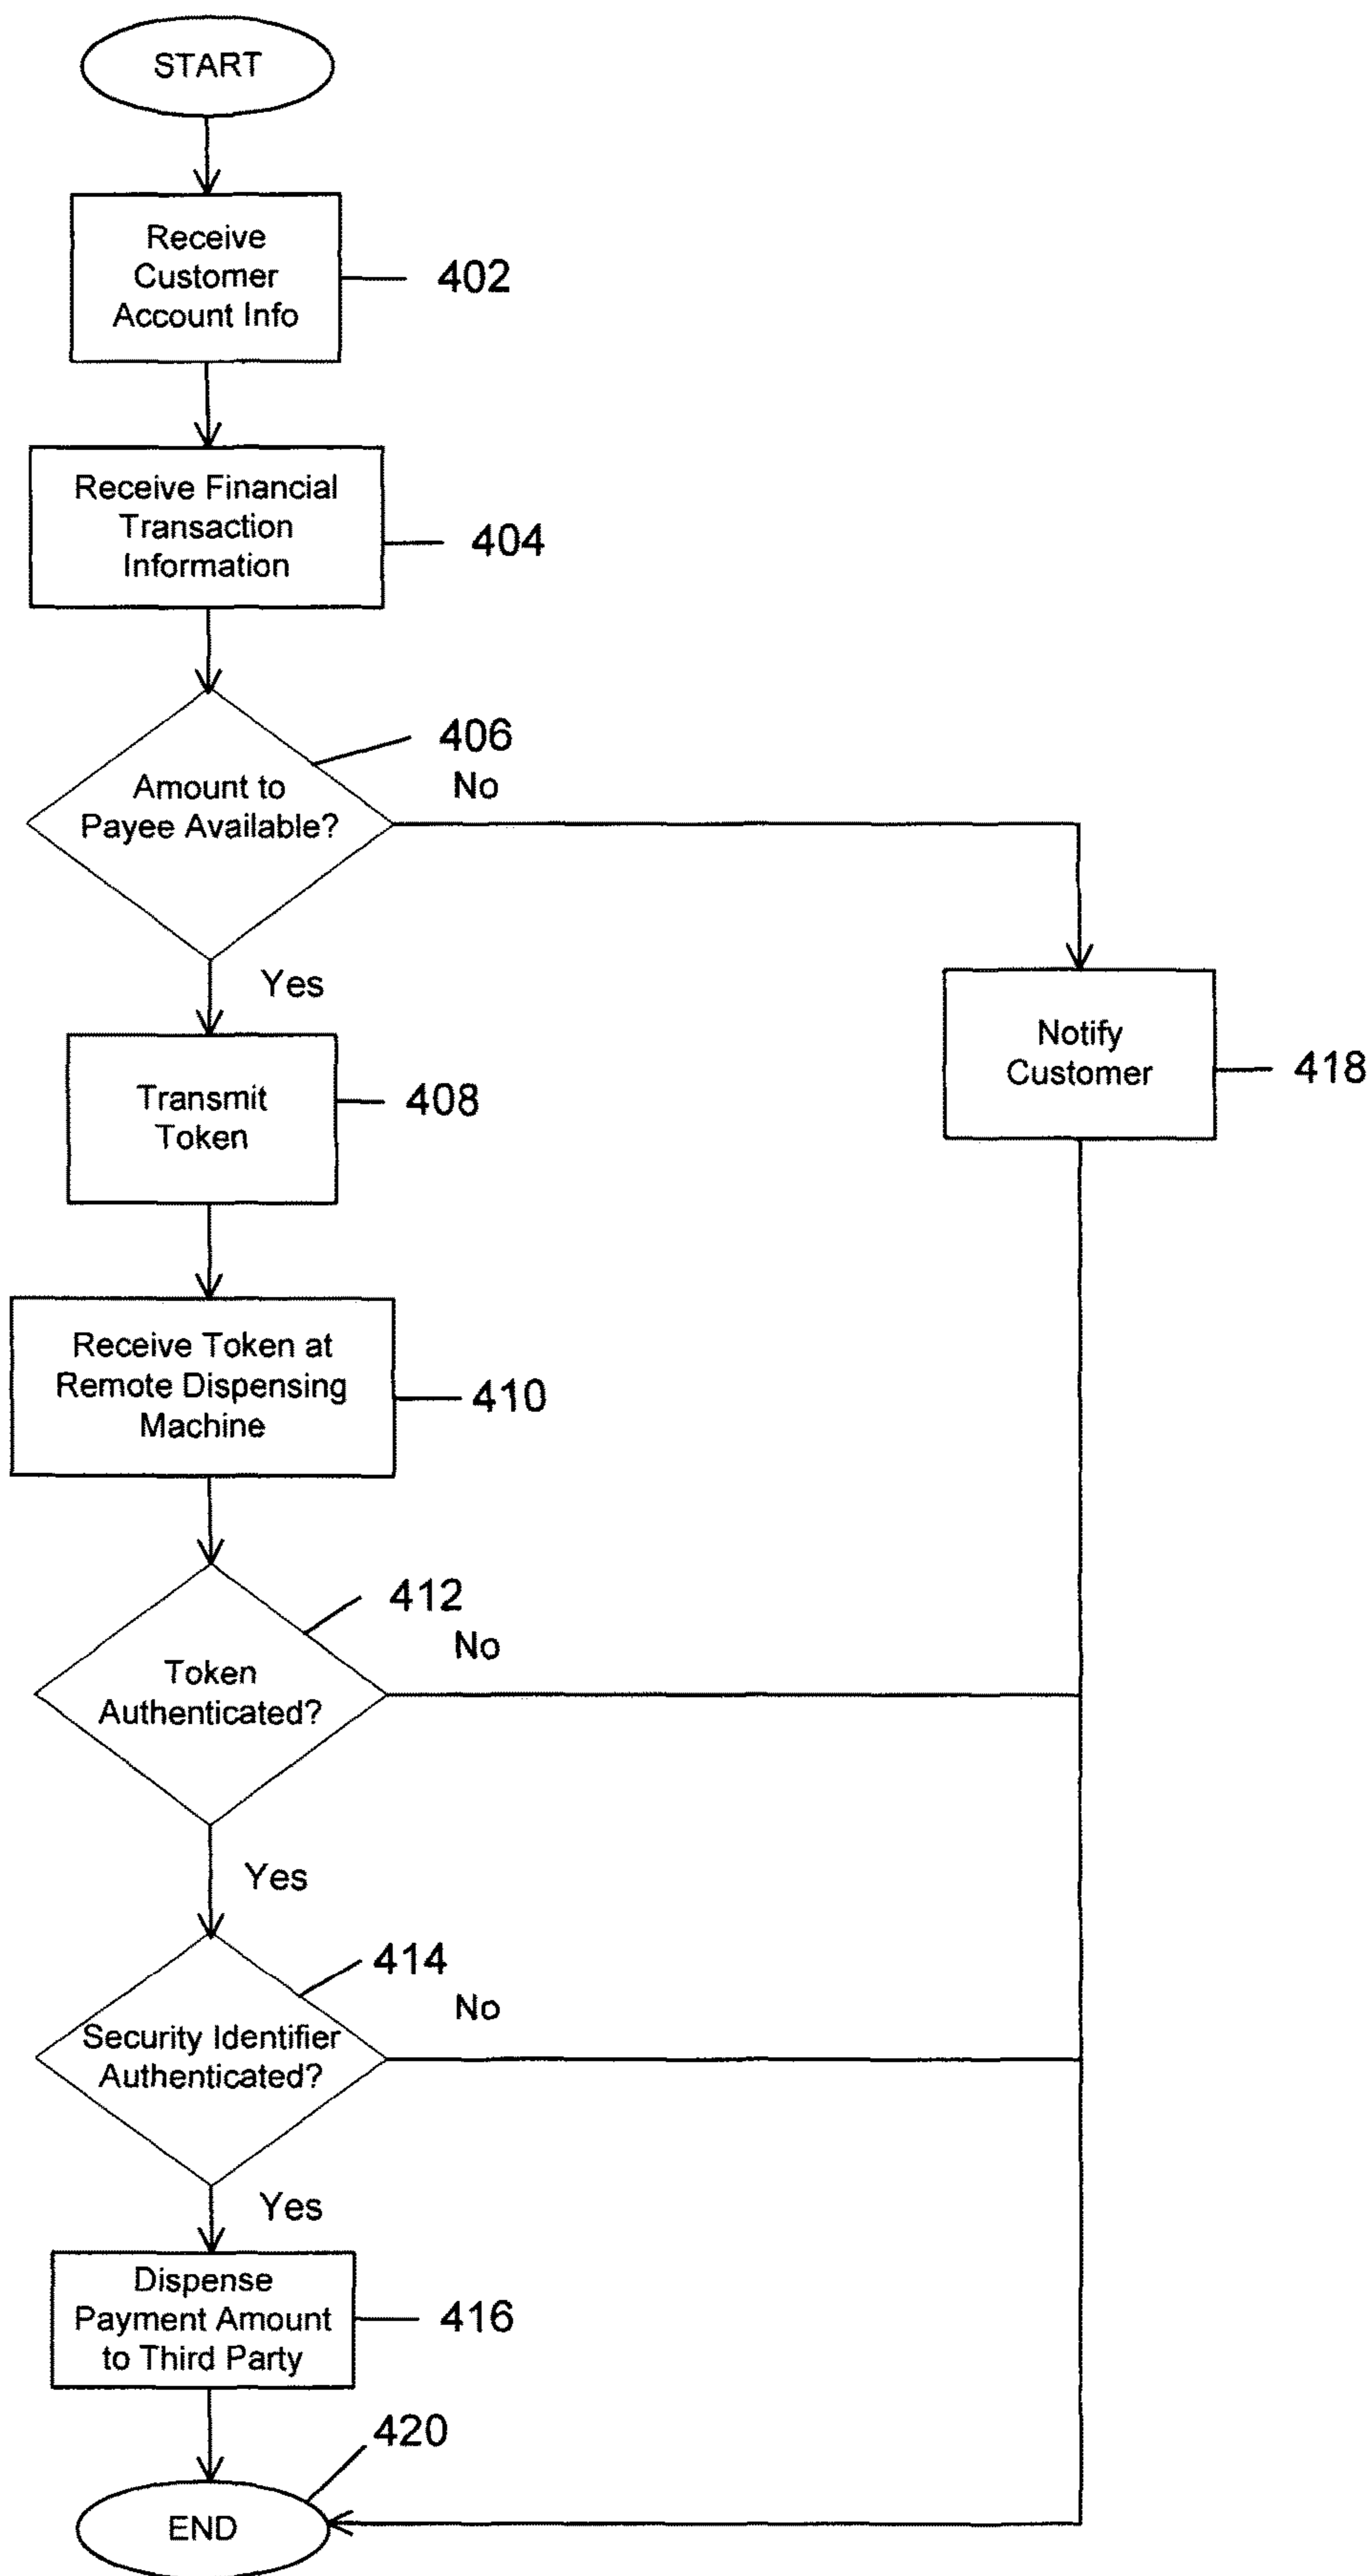 START
Receive
Customer
Account Info
402
Receive Financial
Transaction
Information
404
406
No
Amount to
Payee Available?
Yes
Notify
Customer
418
Transmit
Token
408
Receive Token at
Remote Dispensing
Machine
410
412
No
Token
Authenticated?
Yes
414
No
Security Identifier
Authenticated?
Yes
Dispense
Payment Amount
to Third Party
416
420
END